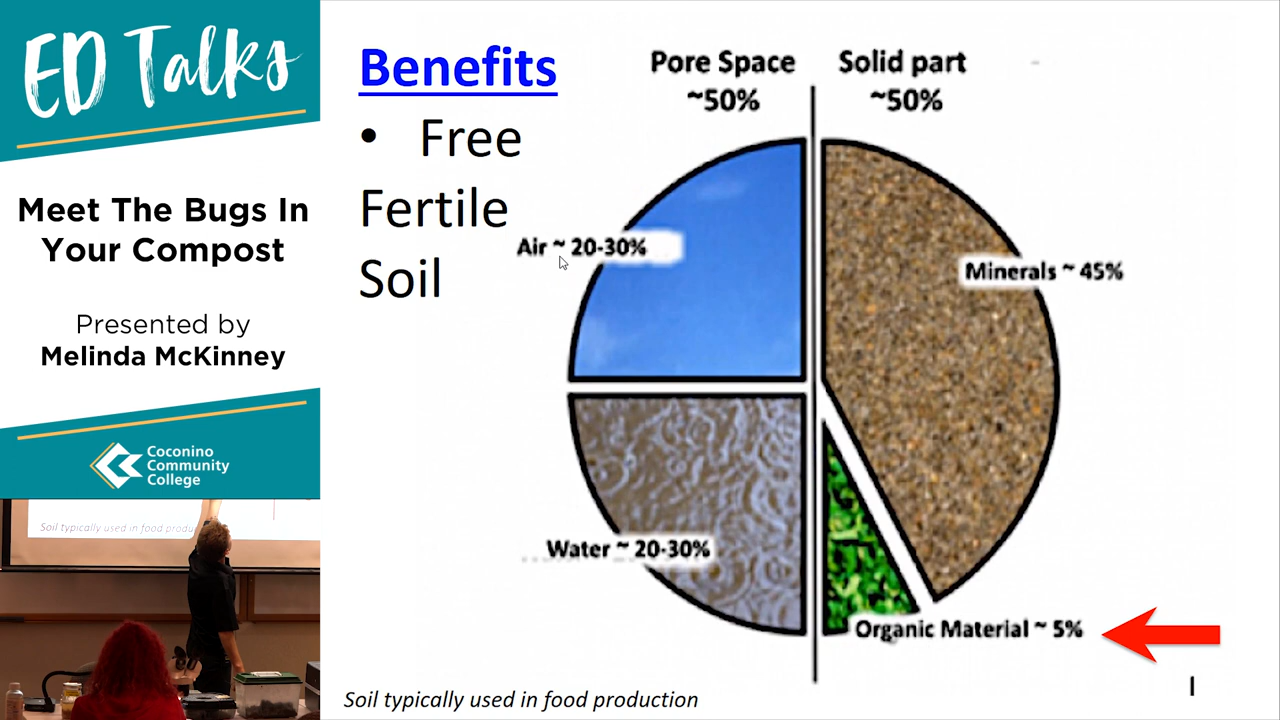 ED Talks
Meet The Bugs In
Your Compost
Presented by
Melinda McKinney
Coconino
Community
College
Soil typically used in food produ
Benefits
• Free
Fertile
Soil
Pore Space
~50%
Solid part
~50%
Air ~ 20-30%
Minerals ~ 45%
Water ~ 20-30%
Organic Material ~ 5%
Soil typically used in food production